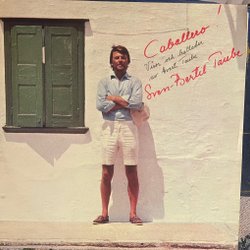 Caballero!
Visor och ballader
av Evert Taube
Sven-Bertil Taube